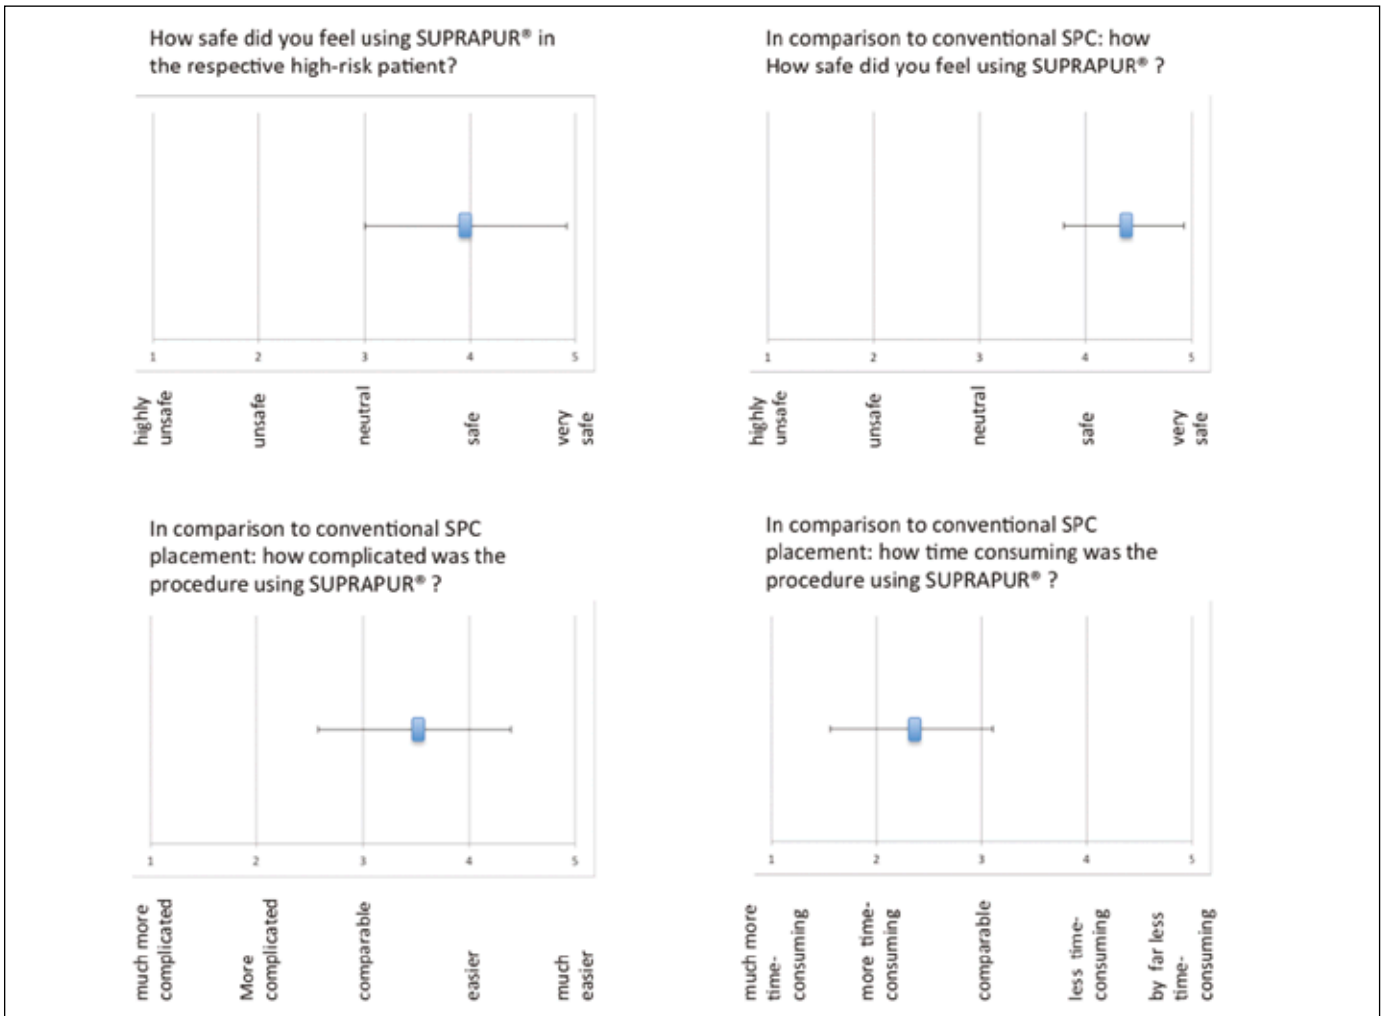 How safe did you feel using SUPRAPUR® in
the respective high-risk patient?
1 2 3 4 5
highly
unsafe
unsafe
neutral
safe
very
safe
In comparison to conventional SPC: how
How safe did you feel using SUPRAPUR® ?
1 2 3 4 5
highly
unsafe
unsafe
neutral
safe
very
safe
In comparison to conventional SPC
placement: how complicated was the
procedure using SUPRAPUR® ?
1 2 3 4 5
much more
complicated
More
complicated
comparable
easier
much
easier
In comparison to conventional SPC
placement: how time consuming was the
procedure using SUPRAPUR® ?
1 2 3 4 5
much more
time-
consuming
more time-
consuming
comparable
less time-
consuming
by far less
time-
consuming